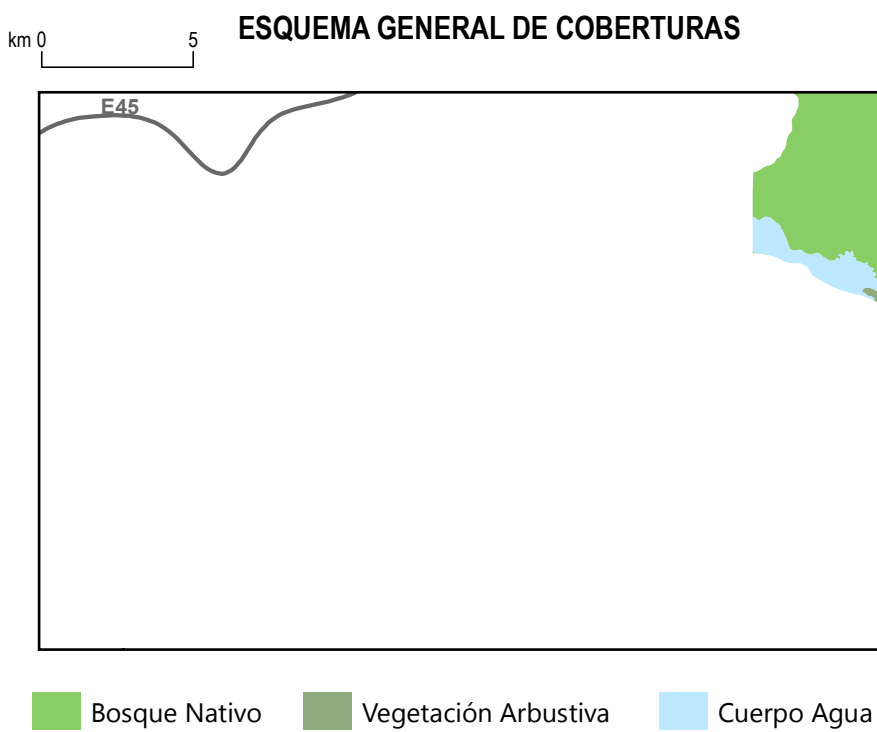 ESQUEMA GENERAL DE COBERTURAS
km 0 5
E45
Bosque Nativo Vegetación Arbustiva Cuerpo Agua